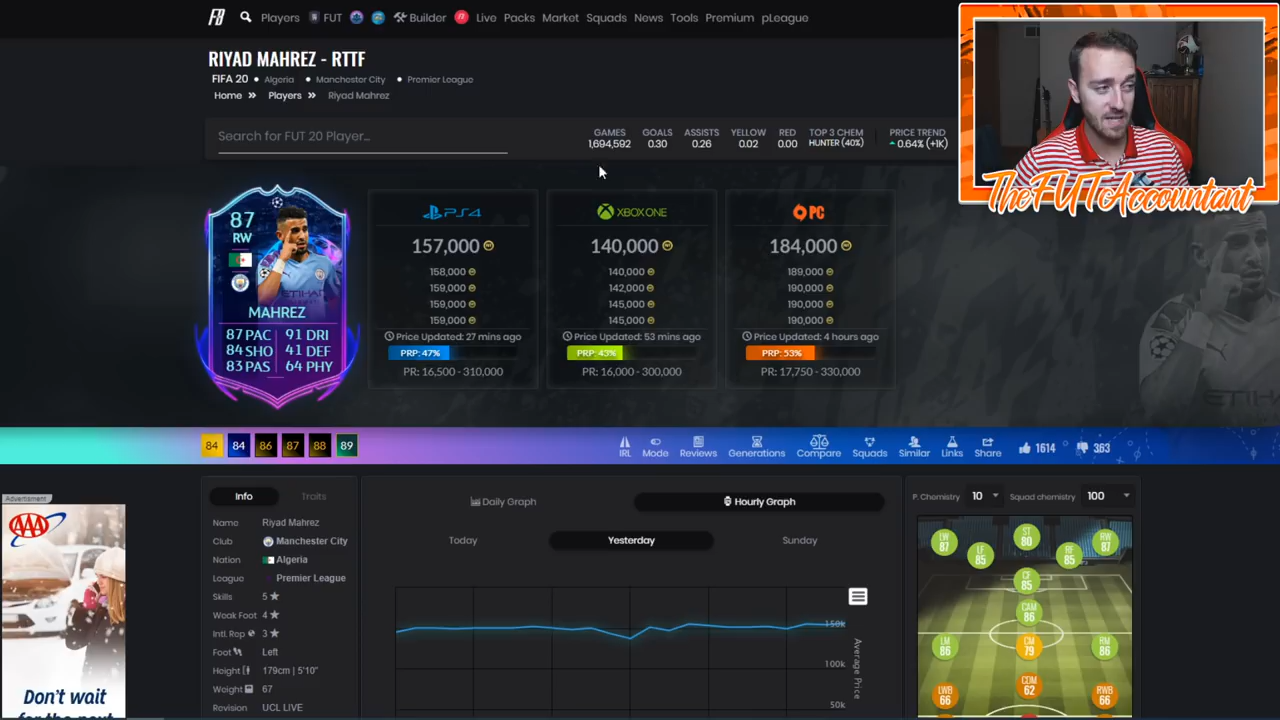 F8 Players FUT Builder Live Packs Market Squads News Tools Premium pLeague
RIYAD MAHREZ - RTTF
FIFA 20 • Algeria • Manchester City • Premier League
Home » Players » Riyad Mahrez
Search for FUT 20 Player...
GAMES GOALS ASSISTS YELLOW RED TOP 3 CHEM PRICE TREND
1,694,592 0.30 0.26 0.02 0.00 HUNTER (40%) 0.64% (+1K)
TheFUTAccountant
87
RW
MAHREZ
87 PAC 91 DRI
84 SHO 41 DEF
83 PAS 64 PHY
PS4
157,000
158,000
159,000
159,000
159,000
Price Updated: 27 mins ago
PRP: 47%
PR: 16,500 - 310,000
XBOX ONE
140,000
140,000
142,000
145,000
145,000
Price Updated: 53 mins ago
PRP: 43%
PR: 16,000 - 300,000
PC
184,000
189,000
190,000
190,000
190,000
Price Updated: 4 hours ago
PRP: 53%
PR: 17,750 - 330,000
ETIH
84 84 86 87 88 89
IRL Mode Reviews Generations Compare Squads Similar Links Share 1614 363
Advertisement
AAA
Don't wait
for the next
Info Traits
Name Riyad Mahrez
Club Manchester City
Nation Algeria
League Premier League
Skills 5 ★
Weak Foot 4 ★
Intl. Rep 3 ★
Foot Left
Height 179cm | 5'10"
Weight 67
Revision UCL LIVE
Daily Graph Hourly Graph
Today Yesterday Sunday
150k
100k
50k
Average Price
P. Chemistry 10 Squad chemistry 100
LW 87
LF 85
ST 80
RF 85
RW 87
CF 85
CAM 86
LM 86
CM 79
RM 86
LWB 66
CDM 62
RWB 66